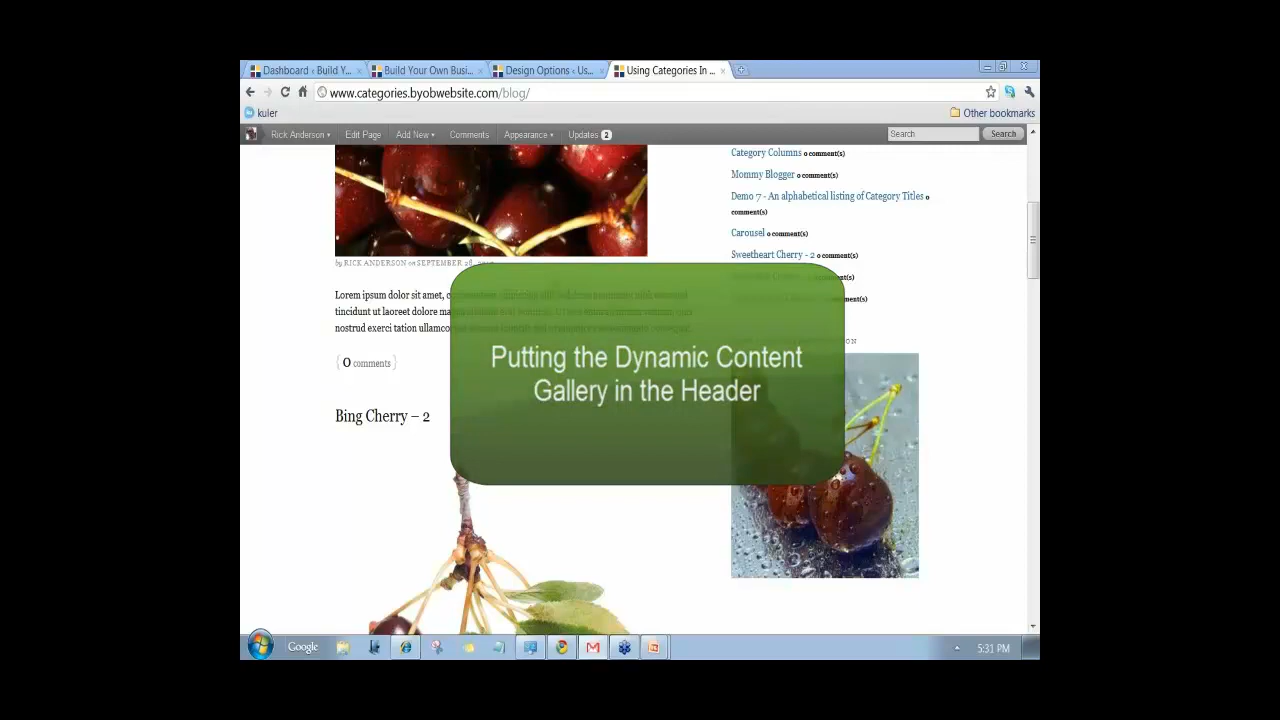 Dashboard ‹ Build Y...
Build Your Own Busi...
Design Options ‹ Us...
Using Categories In ...
www.categories.byobwebsite.com/blog/
kuler
Other bookmarks
Rick Anderson
Edit Page
Add New
Comments
Appearance
Updates 2
Search
Search
Category Columns 0 comment(s)
Mommy Blogger 0 comment(s)
Demo 7 - An alphabetical listing of Category Titles 0
comment(s)
Carousel 0 comment(s)
Sweetheart Cherry - 2 0 comment(s)
by RICK ANDERSON on SEPTEMBER 28,
Lorem ipsum dolor sit amet,
tincidunt ut laoreet dolore
nostrud exerci tation ullamco
{ 0 comments }
Putting the Dynamic Content
Gallery in the Header
Bing Cherry – 2
Google
5:31 PM